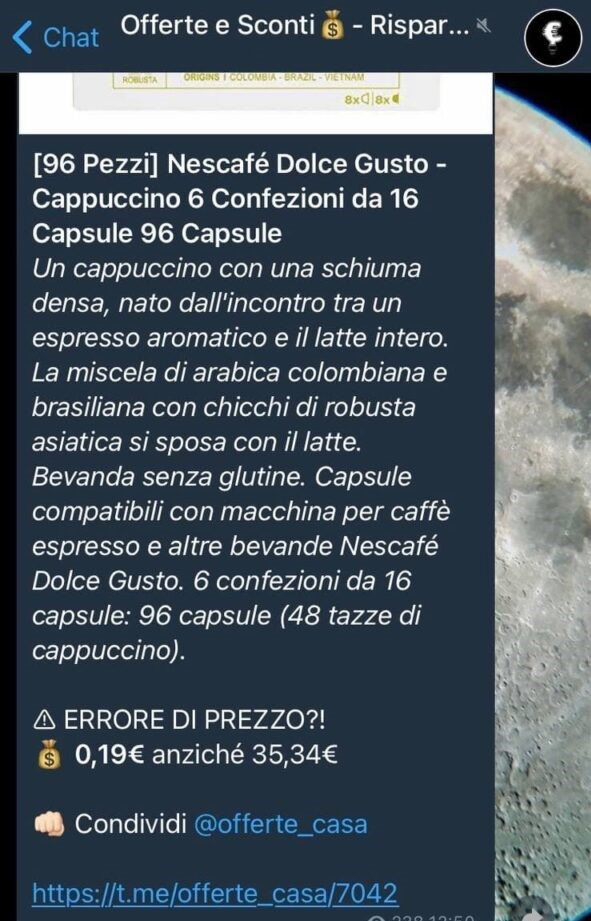 Chat
Offerte e Sconti💰 - Rispar...
ROBUSTA
ORIGINS | COLOMBIA - BRAZIL - VIETNAM
8x 8x
[96 Pezzi] Nescafé Dolce Gusto -
Cappuccino 6 Confezioni da 16
Capsule 96 Capsule
Un cappuccino con una schiuma
densa, nato dall'incontro tra un
espresso aromatico e il latte intero.
La miscela di arabica colombiana e
brasiliana con chicchi di robusta
asiatica si sposa con il latte.
Bevanda senza glutine. Capsule
compatibili con macchina per caffè
espresso e altre bevande Nescafé
Dolce Gusto. 6 confezioni da 16
capsule: 96 capsule (48 tazze di
cappuccino).
⚠ ERRORE DI PREZZO?!
💰 0,19€ anziché 35,34€
👊🏻 Condividi @offerte_casa
https://t.me/offerte_casa/7042